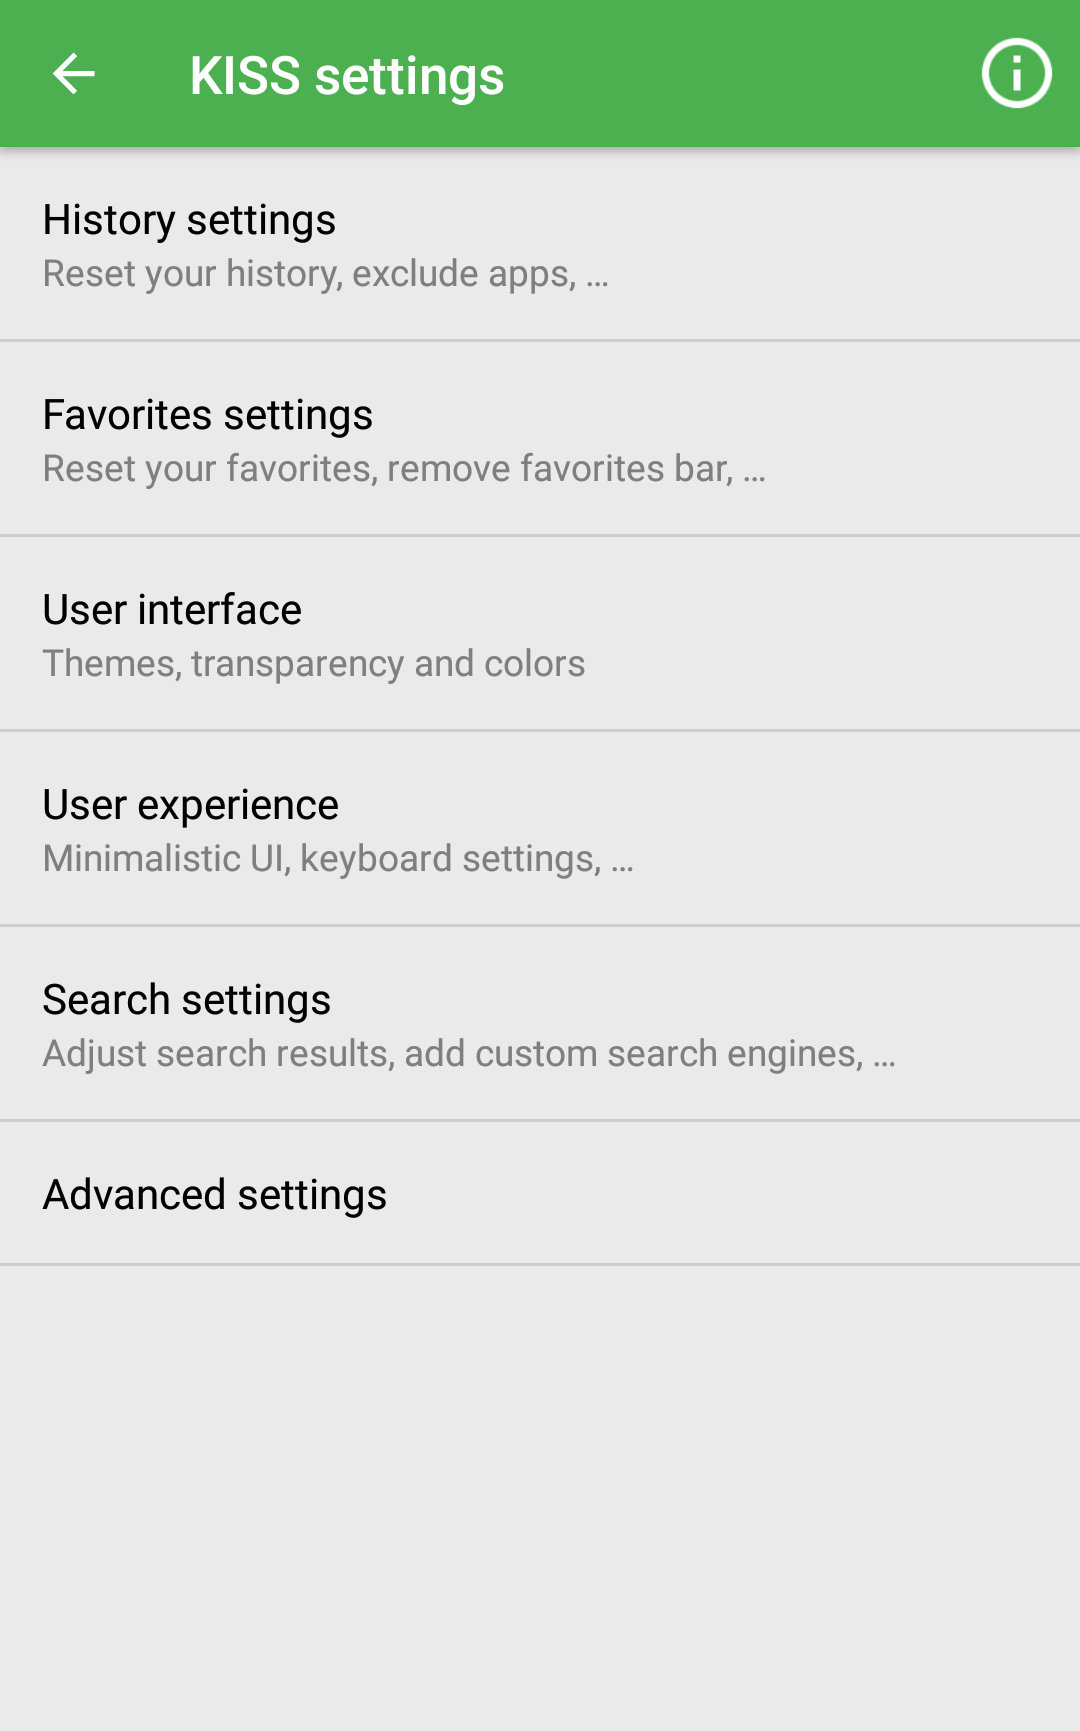 KISS settings
History settings
Reset your history, exclude apps, ...
Favorites settings
Reset your favorites, remove favorites bar, ...
User interface
Themes, transparency and colors
User experience
Minimalistic UI, keyboard settings, ...
Search settings
Adjust search results, add custom search engines, ...
Advanced settings